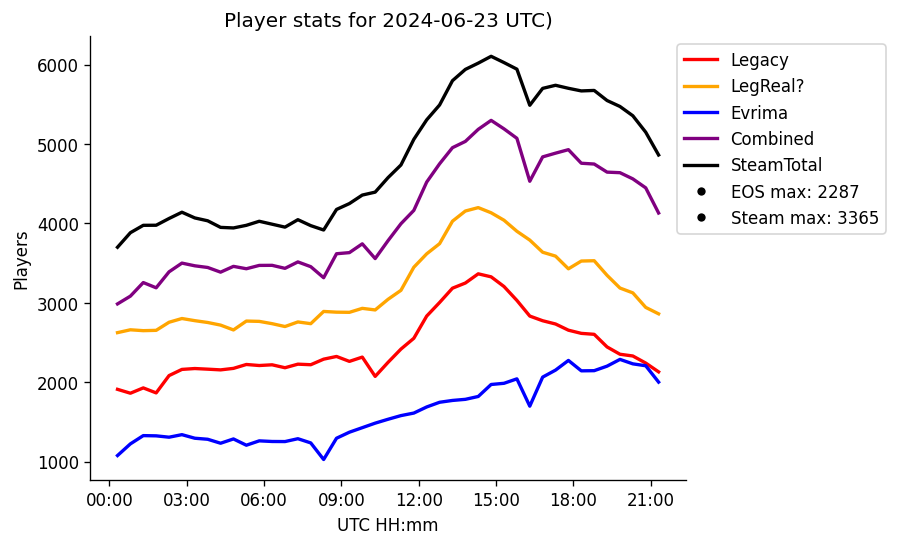 Player stats for 2024-06-23 UTC)
Players
6000
5000
4000
3000
2000
1000
00:00 03:00 06:00 09:00 12:00 15:00 18:00 21:00
UTC HH:mm
Legacy
LegReal?
Evrima
Combined
SteamTotal
EOS max: 2287
Steam max: 3365